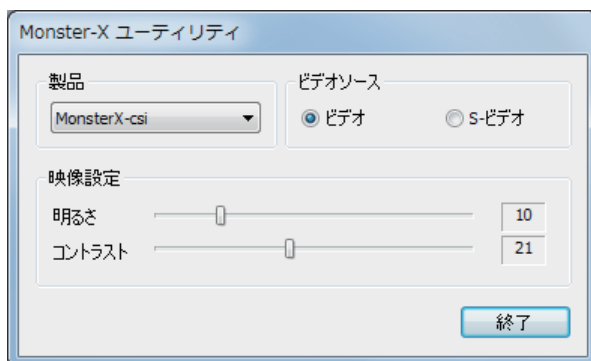 Monster-X ユーティリティ
製品
ビデオソース
MonsterX-csi
ビデオ
S-ビデオ
映像設定
明るさ 10
コントラスト 21
終了